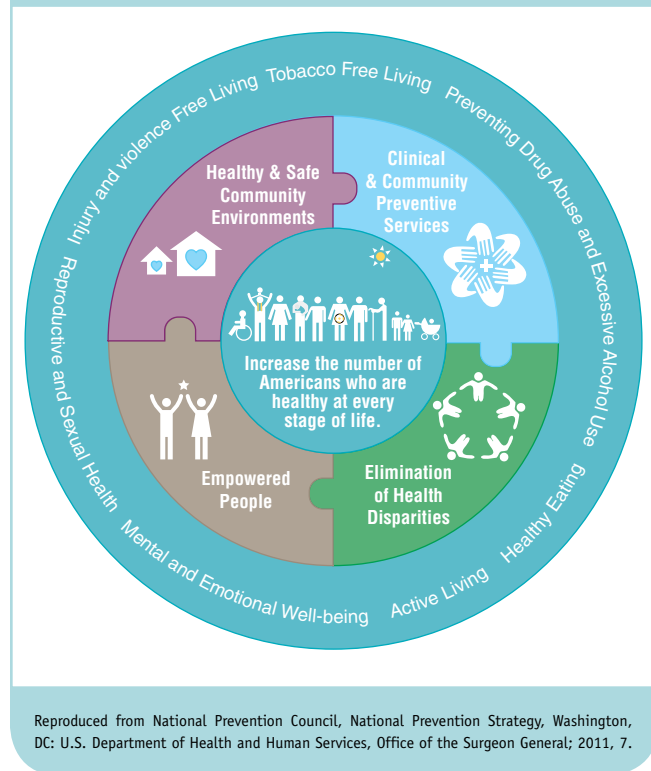 Tobacco Free Living
Preventing Drug Abuse and Excessive Alcohol Use
Healthy Eating
Active Living
Mental and Emotional Well-being
Reproductive and Sexual Health
Injury and violence Free Living
Healthy & Safe
Community
Environments
Clinical
& Community
Preventive
Services
Increase the number of
Americans who are
healthy at every
stage of life.
Empowered
People
Elimination
of Health
Disparities
Reproduced from National Prevention Council, National Prevention Strategy, Washington,
DC: U.S. Department of Health and Human Services, Office of the Surgeon General; 2011, 7.